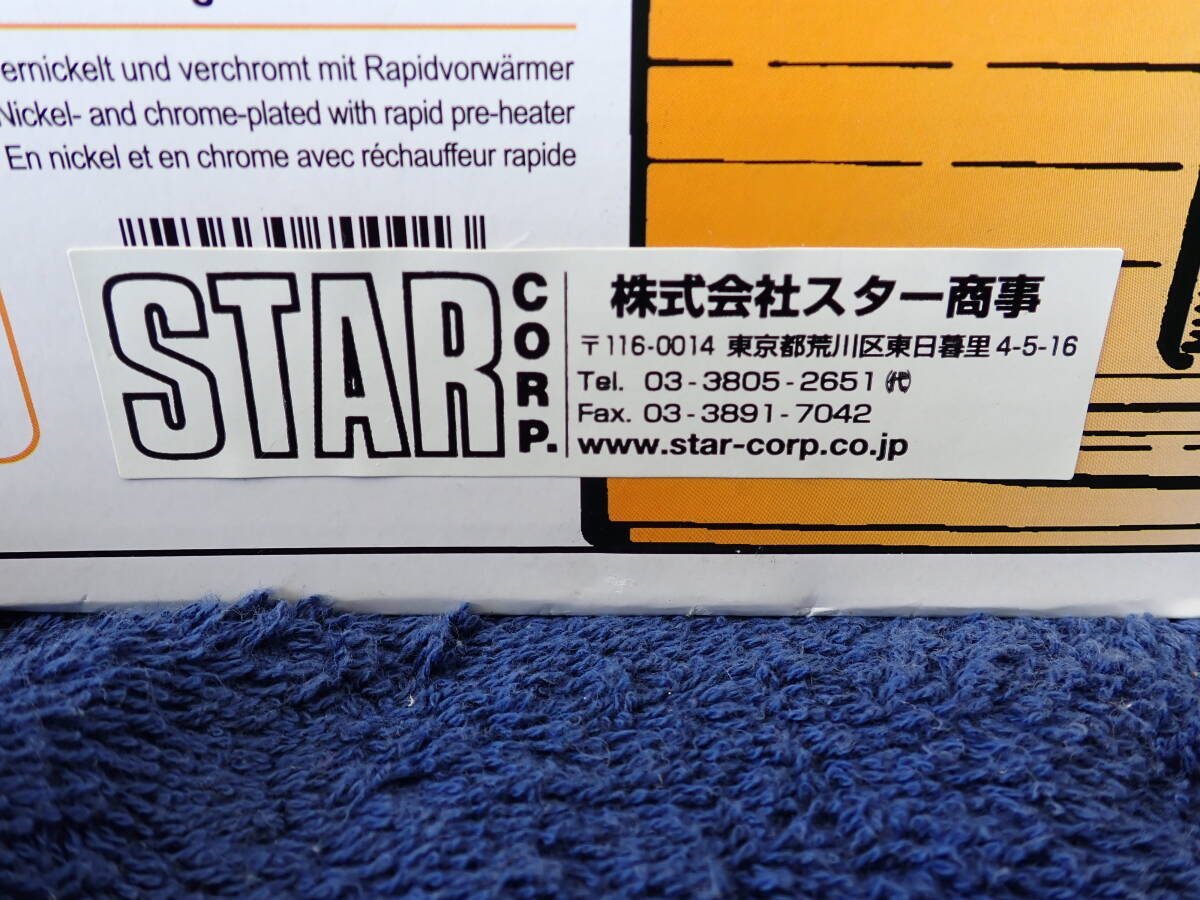 ernickelt und verchromt mit Rapidvorwärmer
Nickel- and chrome-plated with rapid pre-heater
En nickel et en chrome avec réchauffeur rapide
STAR
CORP.
株式会社スター商事
〒116-0014 東京都荒川区東日暮里4-5-16
Tel. 03-3805-2651㈹
Fax. 03-3891-7042
www.star-corp.co.jp